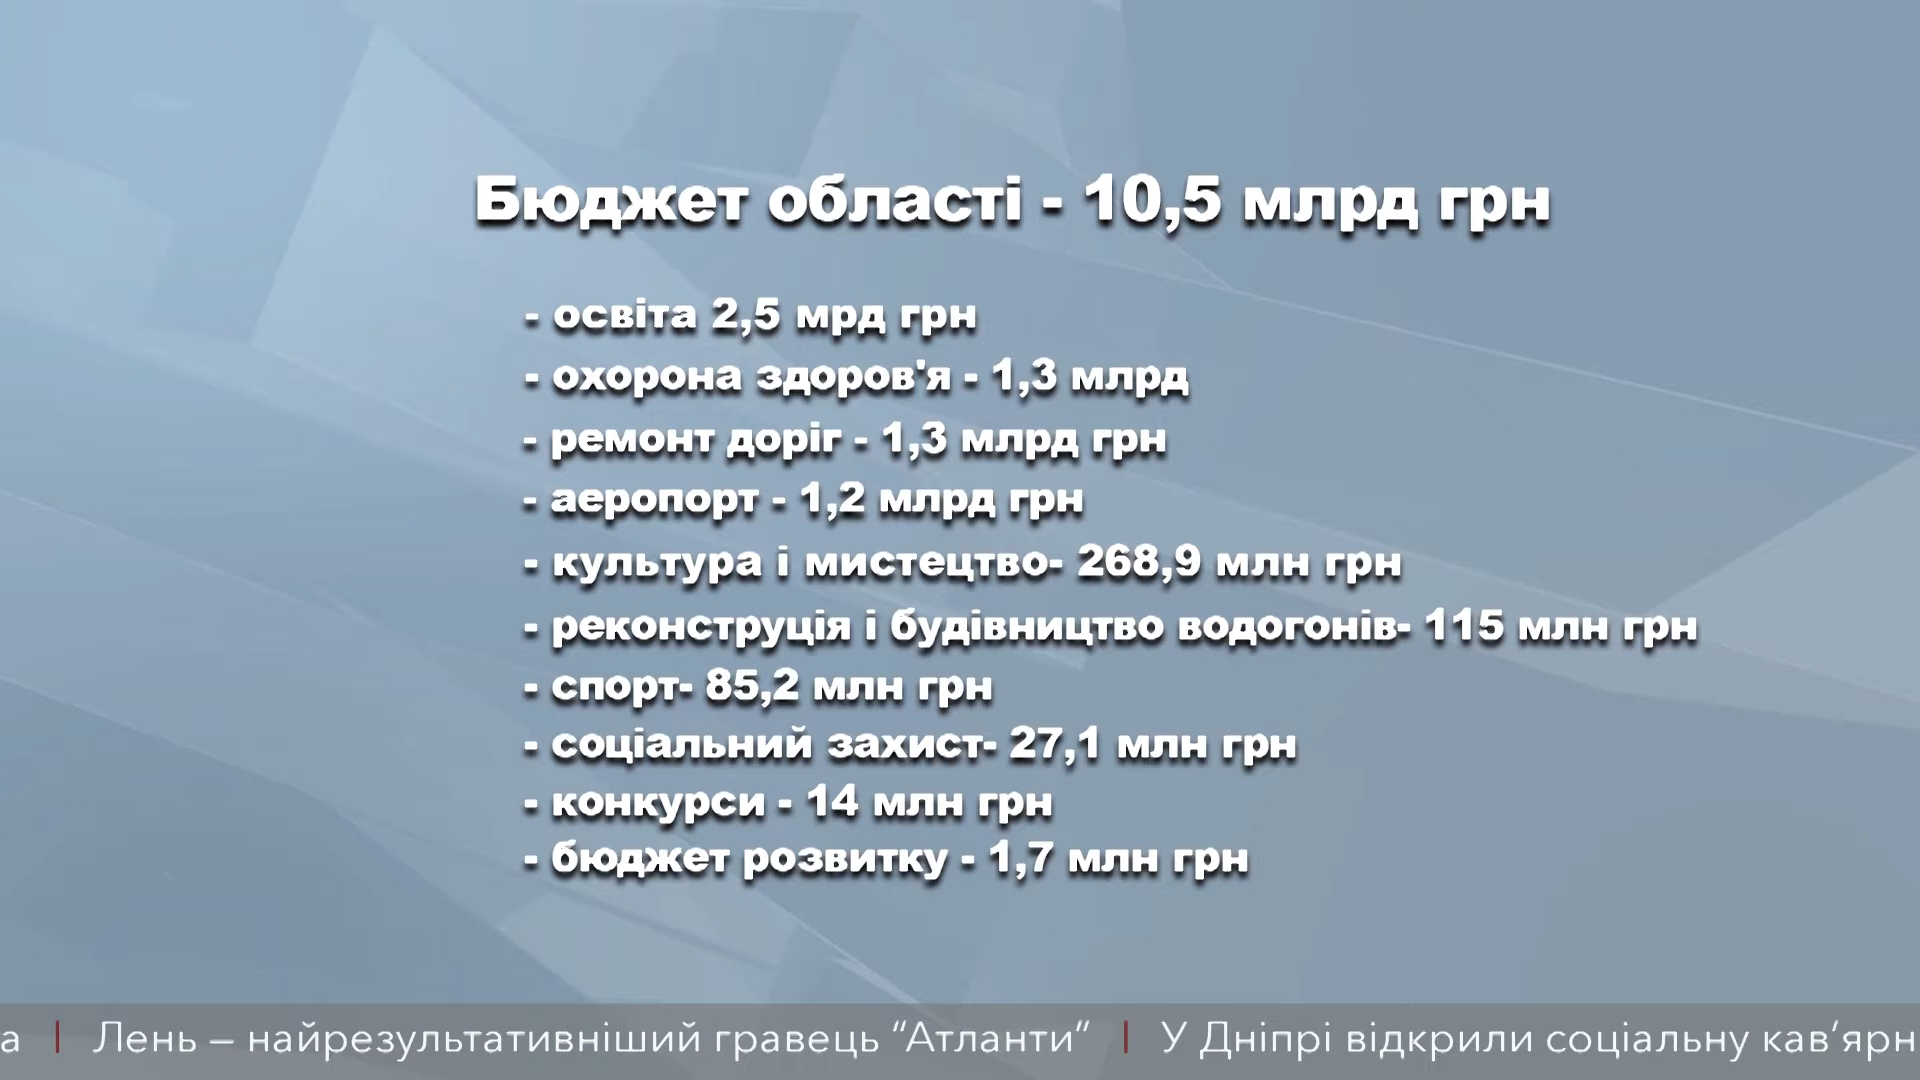 Бюджет області - 10,5 млрд грн
- освіта 2,5 мрд грн
- охорона здоров'я - 1,3 млрд
- ремонт доріг - 1,3 млрд грн
- аеропорт - 1,2 млрд грн
- культура і мистецтво- 268,9 млн грн
- реконструція і будівництво водогонів- 115 млн грн
- спорт- 85,2 млн грн
- соціальний захист- 27,1 млн грн
- конкурси - 14 млн грн
- бюджет розвитку - 1,7 млн грн
а | Лень – найрезультативніший гравець “Атланти” | У Дніпрі відкрили соціальну кав’ярн